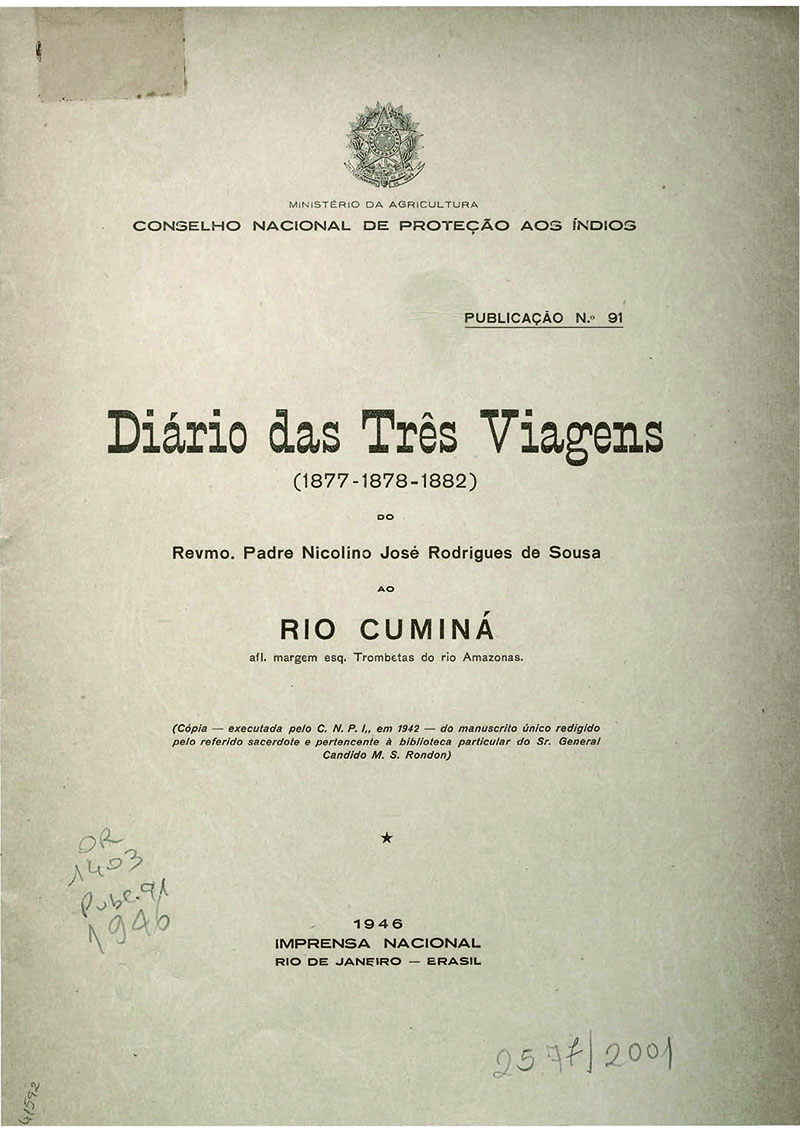 MINISTÉRIO DA AGRICULTURA
CONSELHO NACIONAL DE PROTEÇÃO AOS ÍNDIOS
PUBLICAÇÃO N.º 91
Diário das Três Viagens
(1877-1878-1882)
DO
Revmo. Padre Nicolino José Rodrigues de Sousa
AO
RIO CUMINÁ
afl. margem esq. Trombetas do rio Amazonas.
(Cópia — executada pelo C. N. P. I,, em 1942 — do manuscrito único redigido
pelo referido sacerdote e pertencente à biblioteca particular do Sr. General
Candido M. S. Rondon)
OR
1403
Publ.91
1946
1946
IMPRENSA NACIONAL
RIO DE JANEIRO — ERASIL
2577/2001